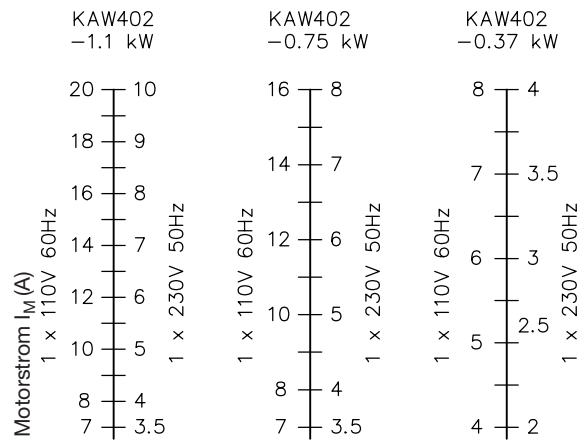 KAW402
-1.1 kW
Motorstrom I_M (A)
1 x 110V 60Hz
20
18
16
14
12
10
8
7
10
9
8
7
6
5
4
3.5
1 x 230V 50Hz
KAW402
-0.75 kW
1 x 110V 60Hz
16
14
12
10
8
7
8
7
6
5
4
3.5
1 x 230V 50Hz
KAW402
-0.37 kW
1 x 110V 60Hz
8
7
6
5
4
4
3.5
3
2.5
2
1 x 230V 50Hz